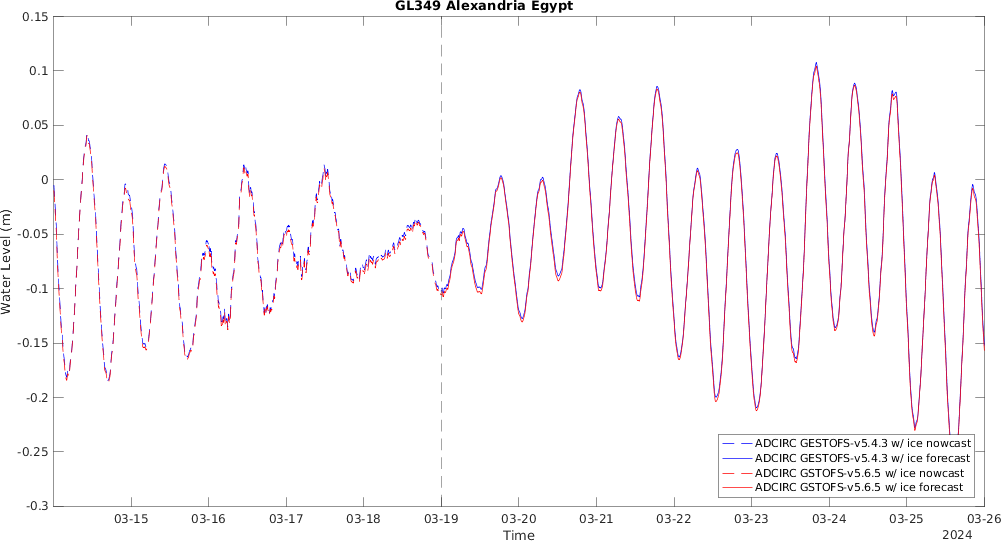 GL349 Alexandria Egypt
0.15
0.1
0.05
0
-0.05
-0.1
-0.15
-0.2
-0.25
-0.3
Water Level (m)
ADCIRC GESTOFS-v5.4.3 w/ ice nowcast
ADCIRC GESTOFS-v5.4.3 w/ ice forecast
ADCIRC GSTOFS-v5.6.5 w/ ice nowcast
ADCIRC GSTOFS-v5.6.5 w/ ice forecast
03-15 03-16 03-17 03-18 03-19 03-20 03-21 03-22 03-23 03-24 03-25 03-26
Time
2024